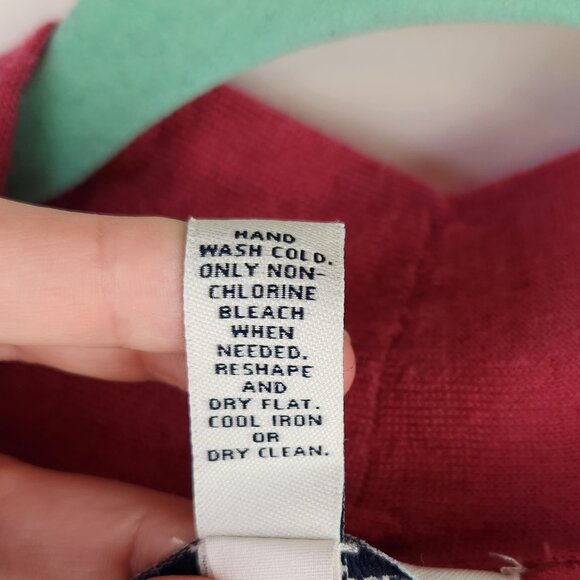 HAND
WASH COLD.
ONLY NON-
CHLORINE
BLEACH
WHEN
NEEDED.
RESHAPE
AND
DRY FLAT.
COOL IRON
OR
DRY CLEAN.